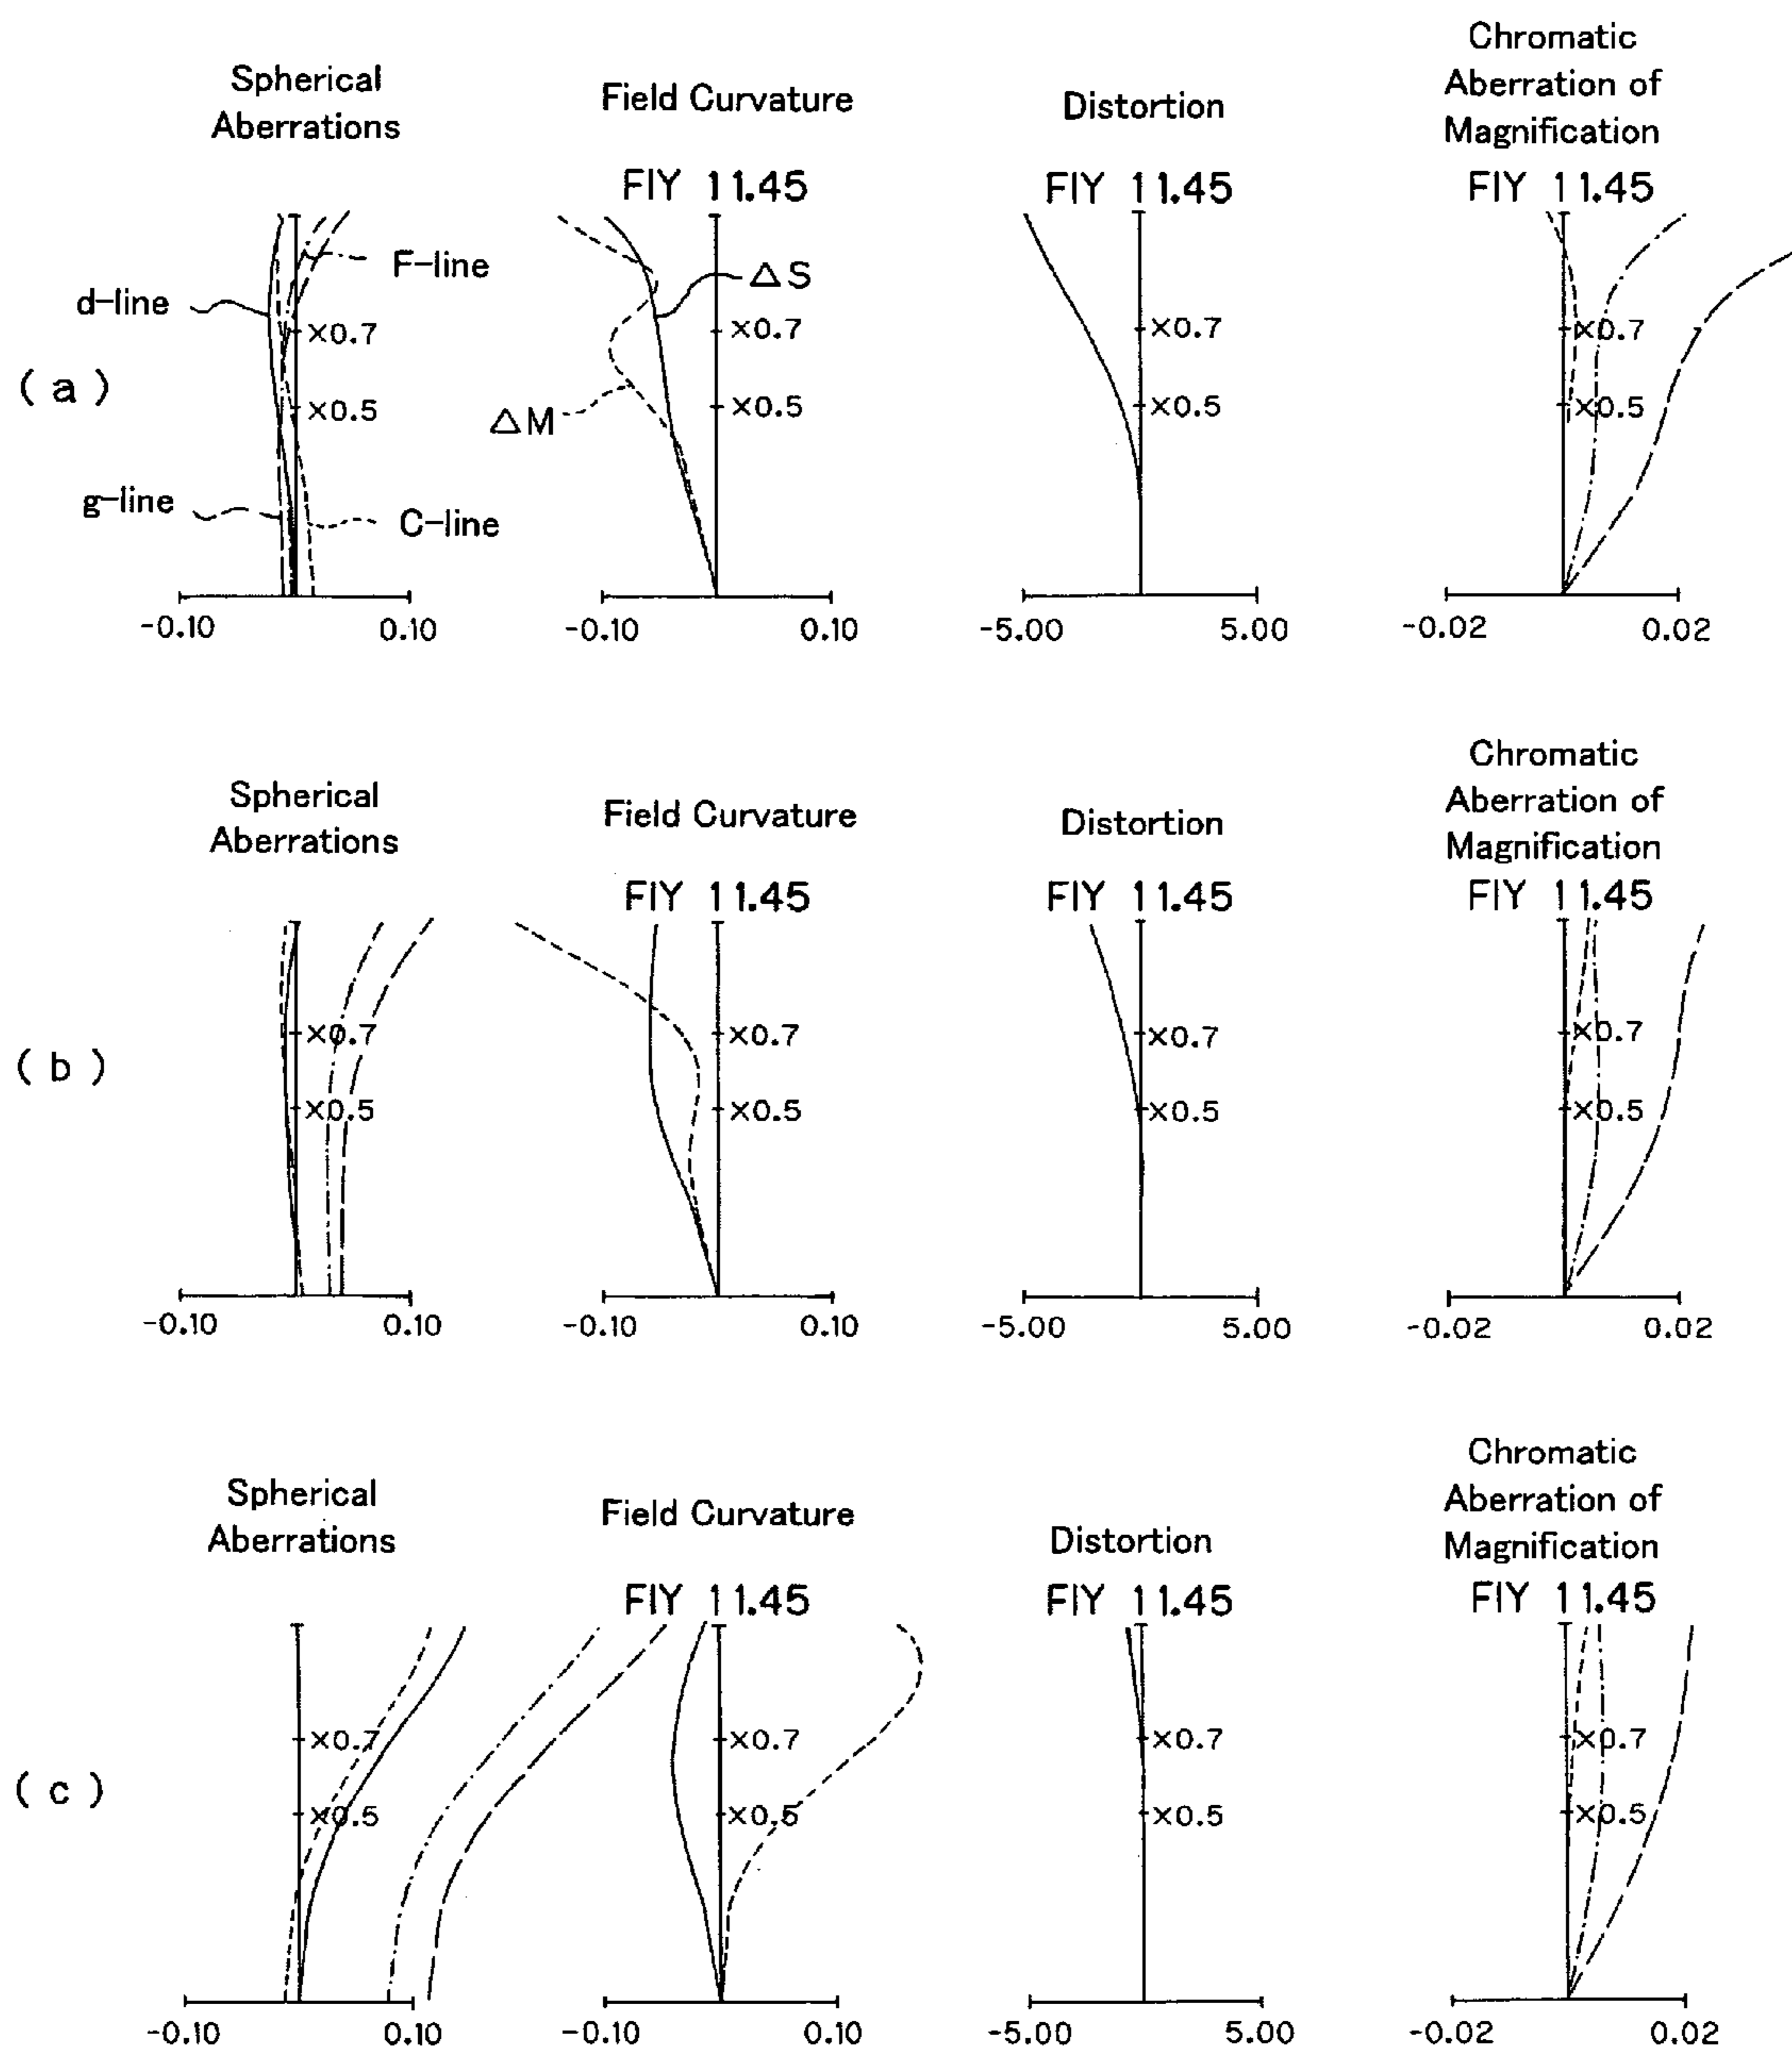 Spherical
Aberrations
Field Curvature
FIY 11.45
Distortion
FIY 11.45
Chromatic
Aberration of
Magnification
FIY 11.45
(a)
d-line
F-line
g-line
C-line
×0.7
×0.5
-0.10
0.10
ΔS
ΔM
×0.7
×0.5
-0.10
0.10
×0.7
×0.5
-5.00
5.00
×0.7
×0.5
-0.02
0.02
Spherical
Aberrations
Field Curvature
FIY 11.45
Distortion
FIY 11.45
Chromatic
Aberration of
Magnification
FIY 11.45
(b)
×0.7
×0.5
-0.10
0.10
×0.7
×0.5
-0.10
0.10
×0.7
×0.5
-5.00
5.00
×0.7
×0.5
-0.02
0.02
Spherical
Aberrations
Field Curvature
FIY 11.45
Distortion
FIY 11.45
Chromatic
Aberration of
Magnification
FIY 11.45
(c)
×0.7
×0.5
-0.10
0.10
×0.7
×0.5
-0.10
0.10
×0.7
×0.5
-5.00
5.00
×0.7
×0.5
-0.02
0.02